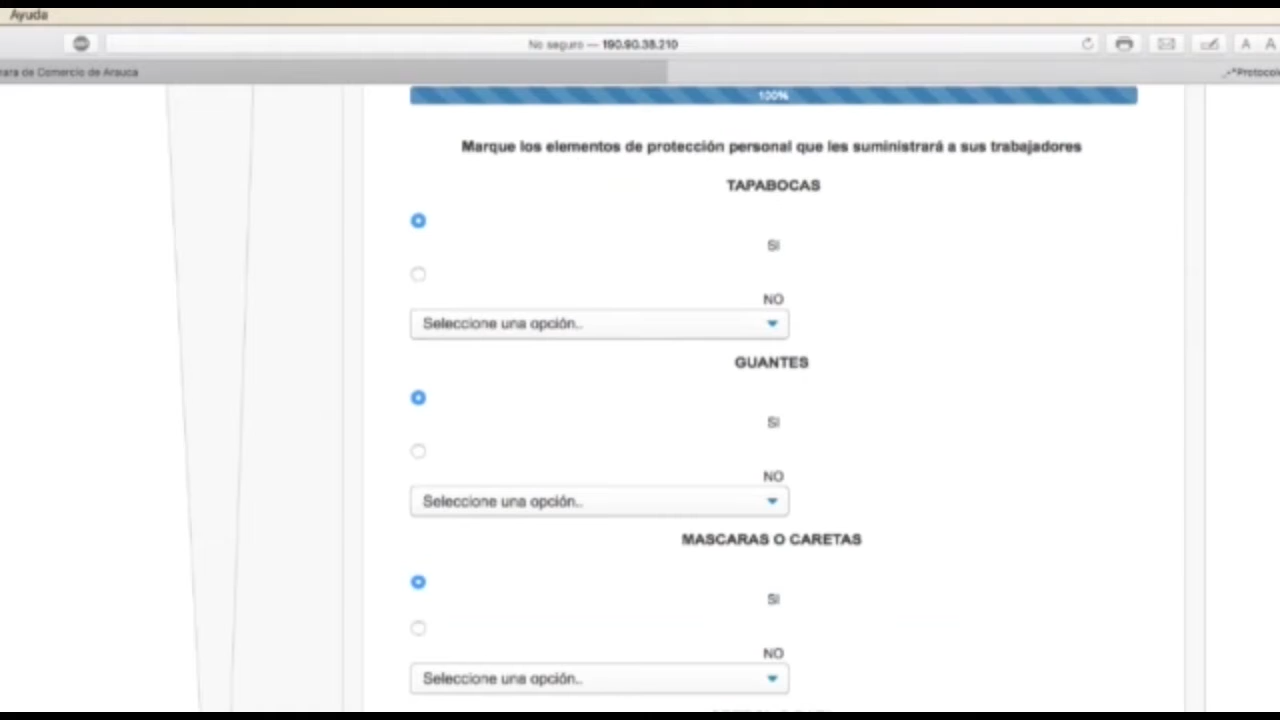 Ayuda
No seguro — 190.90.38.210
A A
ara de Comercio de Arauca
_-*Protocol
100%
Marque los elementos de protección personal que les suministrará a sus trabajadores
TAPABOCAS
SI
NO
Seleccione una opción..
GUANTES
SI
NO
Seleccione una opción..
MASCARAS O CARETAS
SI
NO
Seleccione una opción..